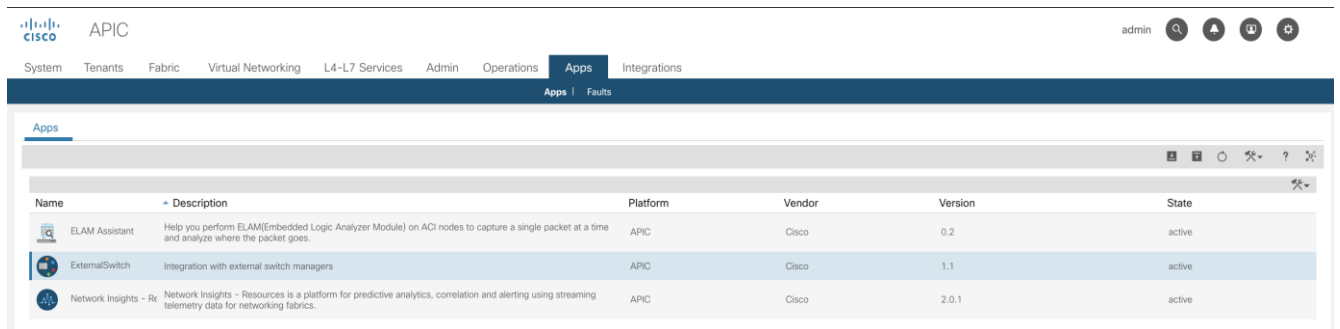 CISCO APIC admin
System Tenants Fabric Virtual Networking L4-L7 Services Admin Operations Apps Integrations
Apps | Faults
Apps
?
Name Description Platform Vendor Version State
ELAM Assistant Help you perform ELAM(Embedded Logic Analyzer Module) on ACI nodes to capture a single packet at a time
and analyze where the packet goes. APIC Cisco 0.2 active
ExternalSwitch Integration with external switch managers APIC Cisco 1.1 active
Network Insights - Re Network Insights - Resources is a platform for predictive analytics, correlation and alerting using streaming
telemetry data for networking fabrics. APIC Cisco 2.0.1 active